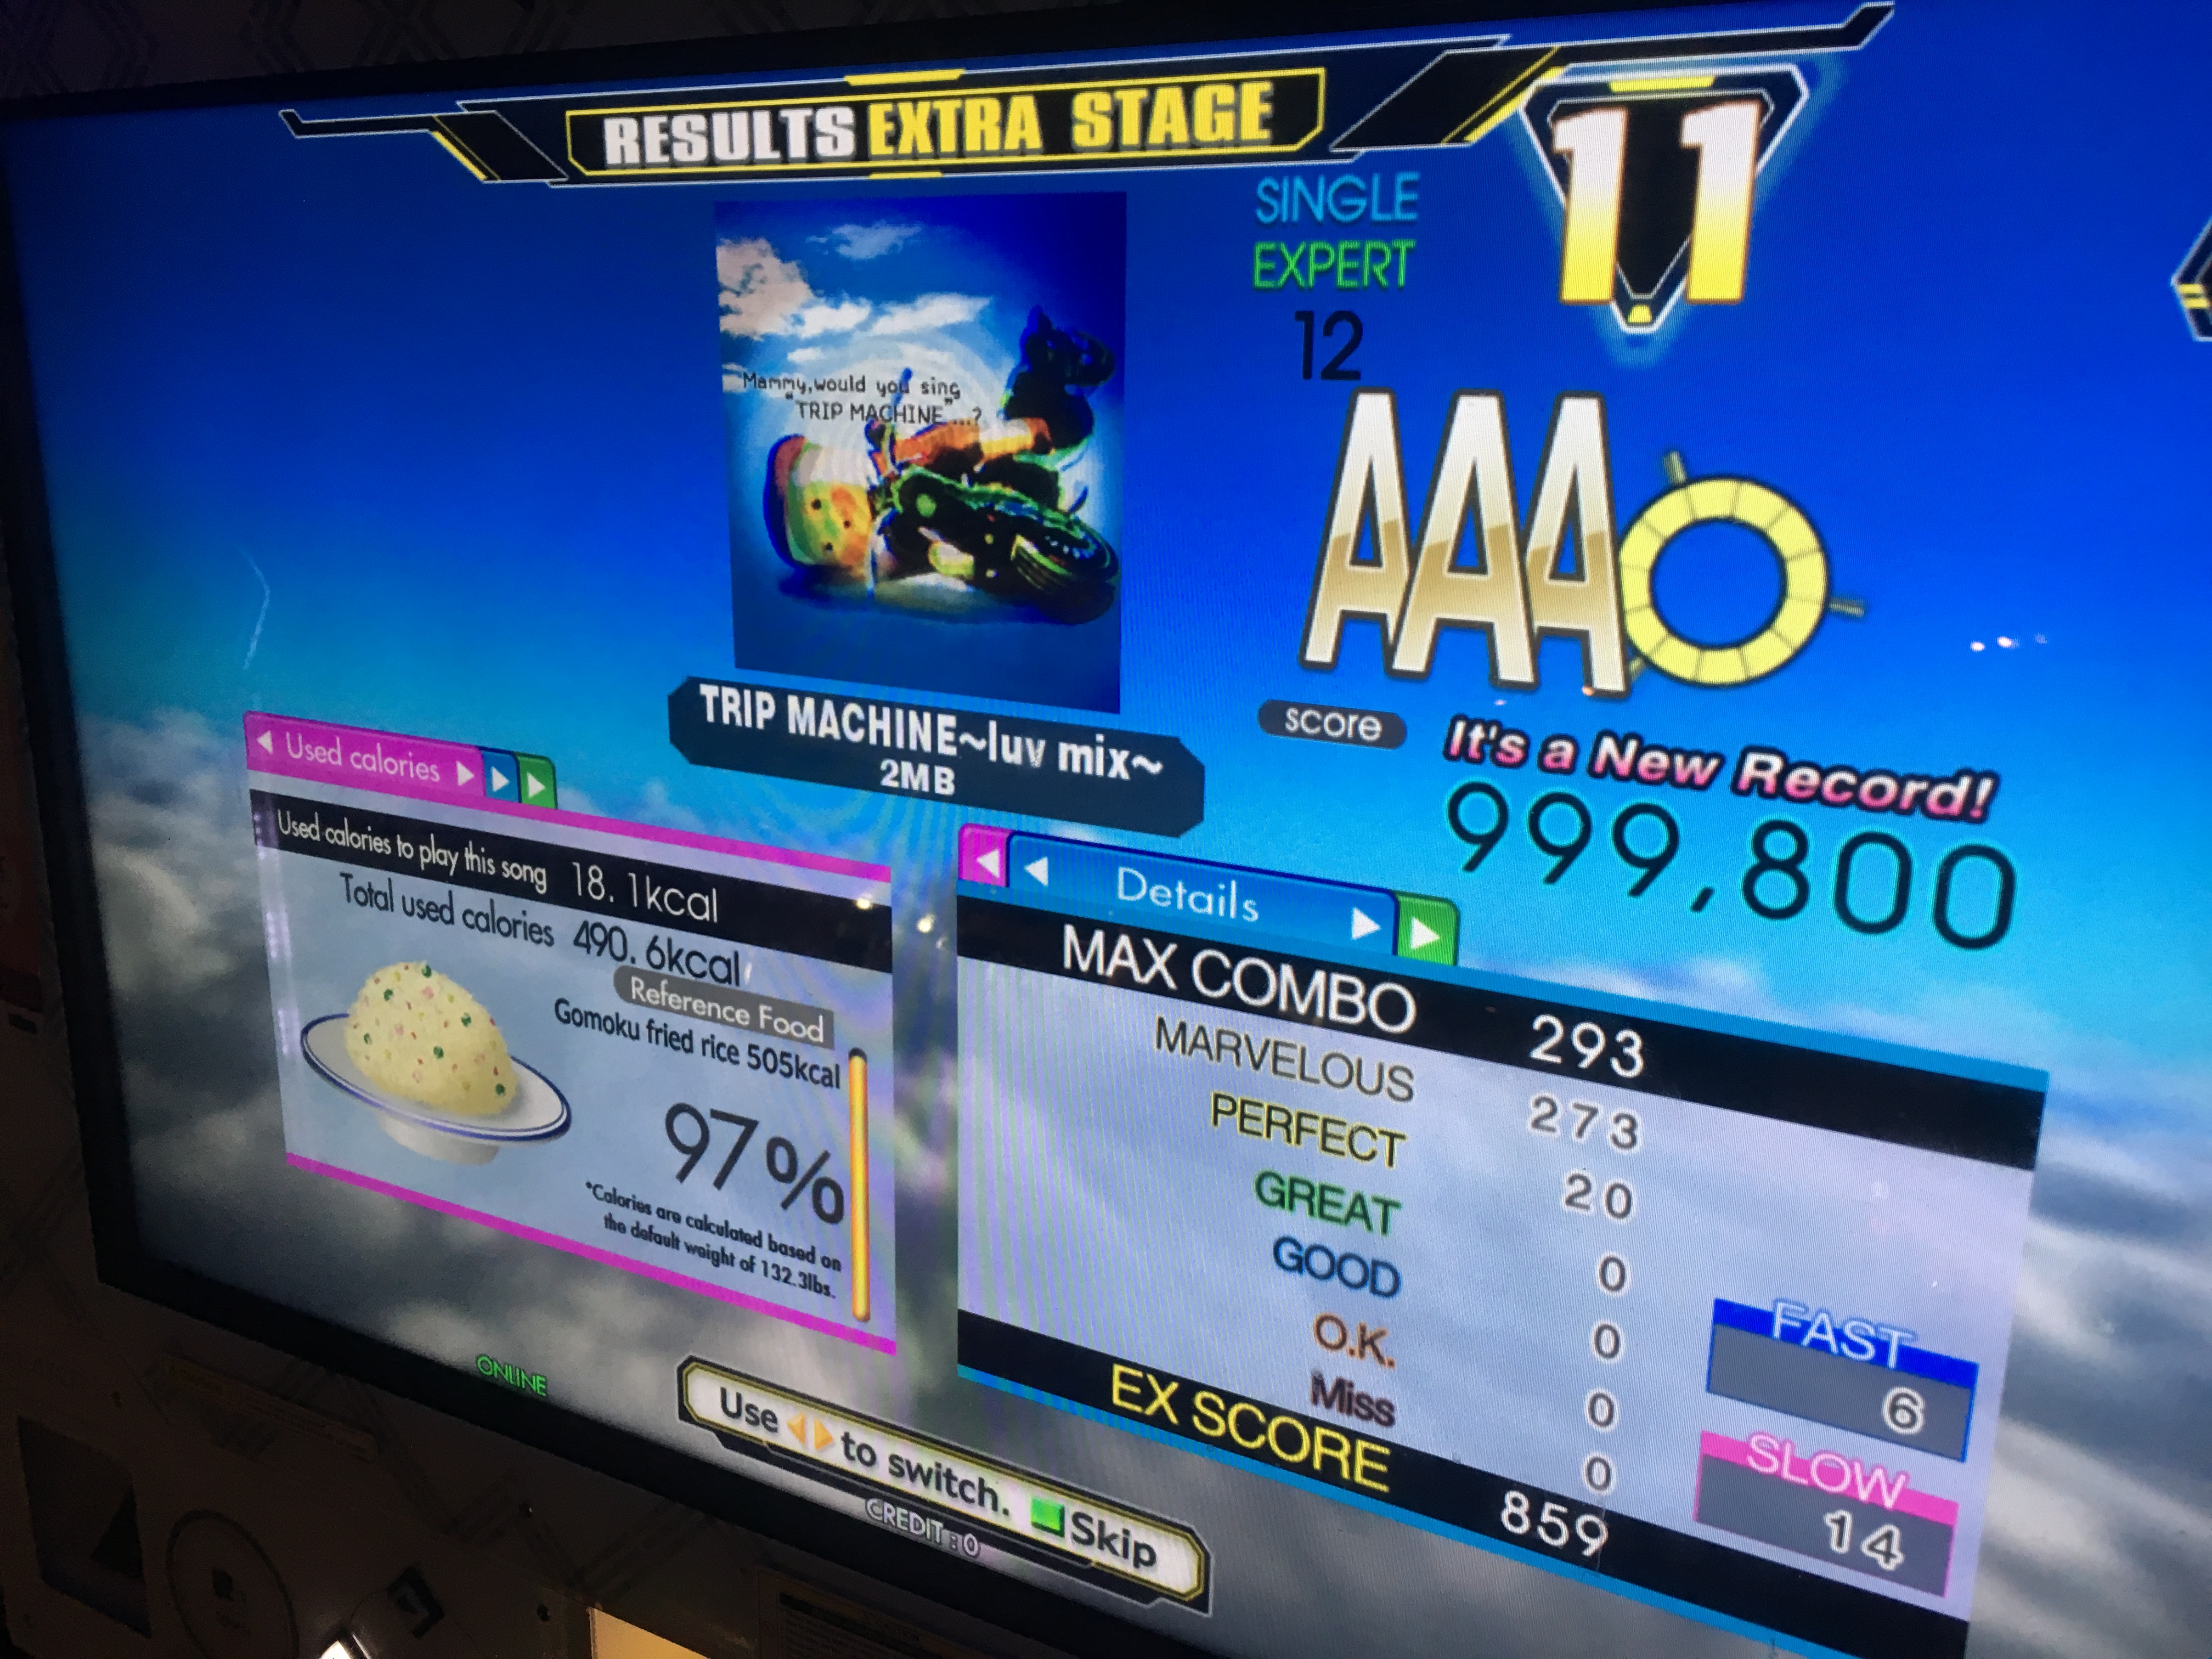 RESULTS EXTRA STAGE
11
SINGLE
EXPERT
12
Mammy,would you sing
"TRIP MACHINE"...?
AAA
TRIP MACHINE~luv mix~
2MB
score
It's a New Record!
999,800
Used calories
Used calories to play this song 18.1kcal
Total used calories 490.6kcal
Reference Food
Gomoku fried rice 505kcal
97%
*Calories are calculated based on
the default weight of 132.3lbs.
Details
MAX COMBO 293
MARVELOUS 273
PERFECT 20
GREAT 0
GOOD 0
O.K. 0
Miss 0
EX SCORE 859
FAST
6
SLOW
14
ONLINE
Use to switch. Skip
CREDIT : 0